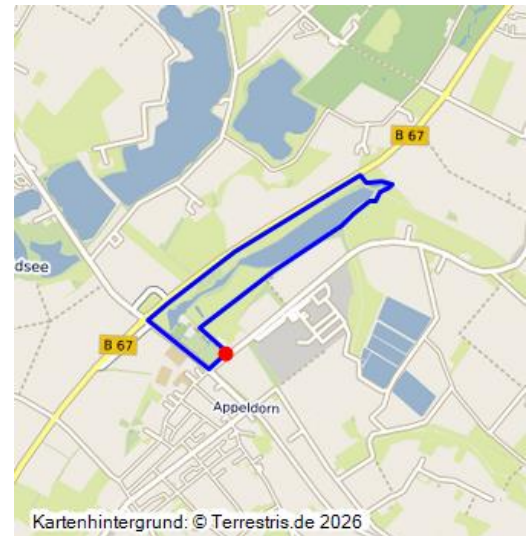 B 67
dsee
B 67
Appeldorn
Kartenhintergrund: © Terrestris.de 2026